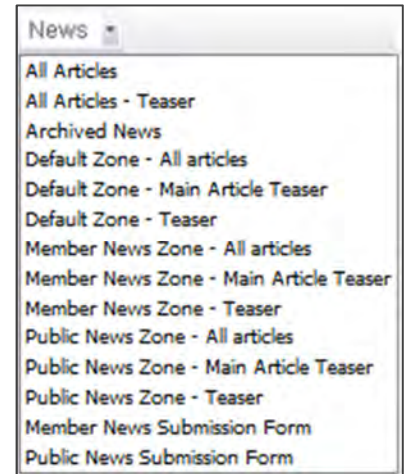 News
All Articles
All Articles - Teaser
Archived News
Default Zone - All articles
Default Zone - Main Article Teaser
Default Zone - Teaser
Member News Zone - All articles
Member News Zone - Main Article Teaser
Member News Zone - Teaser
Public News Zone - All articles
Public News Zone - Main Article Teaser
Public News Zone - Teaser
Member News Submission Form
Public News Submission Form